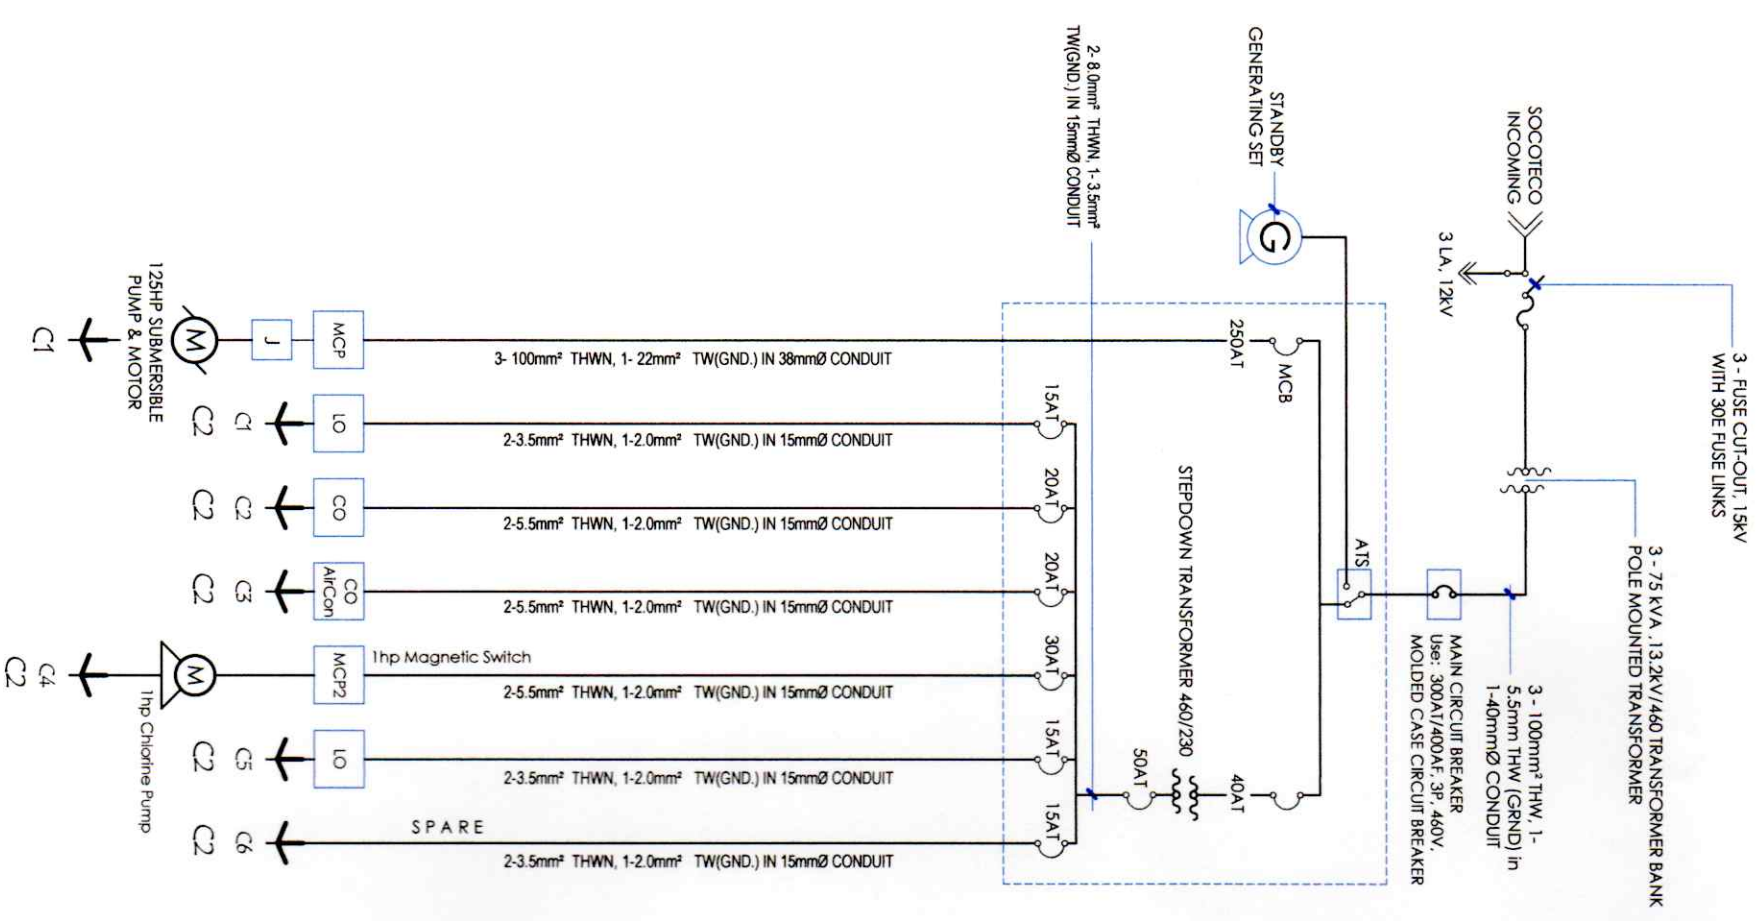 SOCOTECO
INCOMING
3 LA, 12kV
3 - FUSE CUT-OUT, 15kV
WITH 30E FUSE LINKS
3 - 75 kVA , 13.2kV/460 TRANSFORMER BANK
POLE MOUNTED TRANSFORMER
3 - 100mm² THW, 1-
5.5mm THW (GRND) in
1-40mmØ CONDUIT
MAIN CIRCUIT BREAKER
Use: 300AT/400AF, 3P, 460V,
MOLDED CASE CIRCUIT BREAKER
STANDBY
GENERATING SET
G
ATS
MCB
250AT
40AT
STEPDOWN TRANSFORMER 460/230
50AT
2- 8.0mm² THWN, 1- 3.5mm²
TW(GND.) IN 15mmØ CONDUIT
15AT
20AT
20AT
30AT
15AT
15AT
3- 100mm² THWN, 1- 22mm² TW(GND.) IN 38mmØ CONDUIT
MCP
J
M
125HP SUBMERSIBLE
PUMP & MOTOR
C1
2-3.5mm² THWN, 1-2.0mm² TW(GND.) IN 15mmØ CONDUIT
LO
C1
C2
2-5.5mm² THWN, 1-2.0mm² TW(GND.) IN 15mmØ CONDUIT
CO
C2
C2
2-5.5mm² THWN, 1-2.0mm² TW(GND.) IN 15mmØ CONDUIT
CO
AirCon
C3
C2
1hp Magnetic Switch
2-5.5mm² THWN, 1-2.0mm² TW(GND.) IN 15mmØ CONDUIT
MCP2
M
1hp Chlorine Pump
C4
C2
2-3.5mm² THWN, 1-2.0mm² TW(GND.) IN 15mmØ CONDUIT
LO
C5
C2
SPARE
2-3.5mm² THWN, 1-2.0mm² TW(GND.) IN 15mmØ CONDUIT
C6
C2